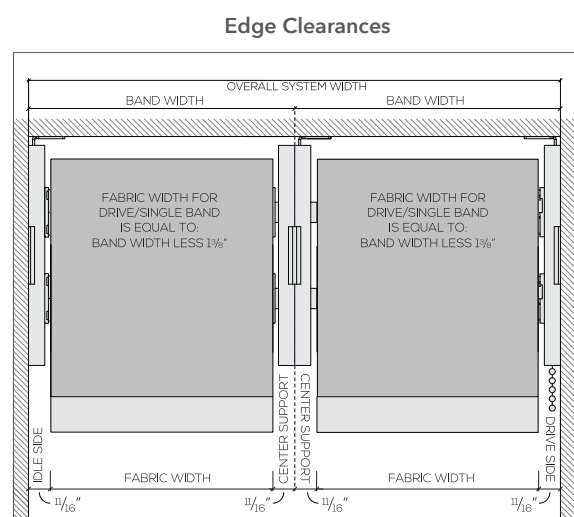 Edge Clearances
OVERALL SYSTEM WIDTH
BAND WIDTH
BAND WIDTH
FABRIC WIDTH FOR
DRIVE/SINGLE BAND
IS EQUAL TO:
BAND WIDTH LESS 1⅜"
FABRIC WIDTH FOR
DRIVE/SINGLE BAND
IS EQUAL TO:
BAND WIDTH LESS 1⅜"
IDLE SIDE
CENTER SUPPORT
CENTER SUPPORT
DRIVE SIDE
FABRIC WIDTH
FABRIC WIDTH
11/16"
11/16"
11/16"
11/16"